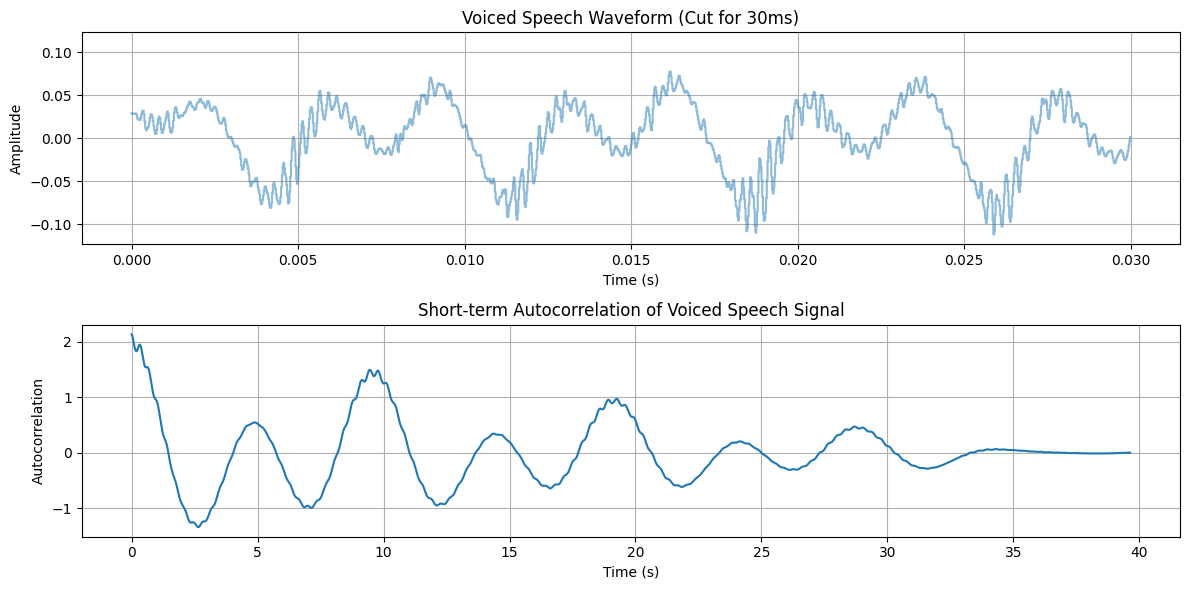 Voiced Speech Waveform (Cut for 30ms)
Amplitude
0.10
0.05
0.00
−0.05
−0.10
0.000 0.005 0.010 0.015 0.020 0.025 0.030
Time (s)
Short-term Autocorrelation of Voiced Speech Signal
Autocorrelation
2
1
0
−1
0 5 10 15 20 25 30 35 40
Time (s)